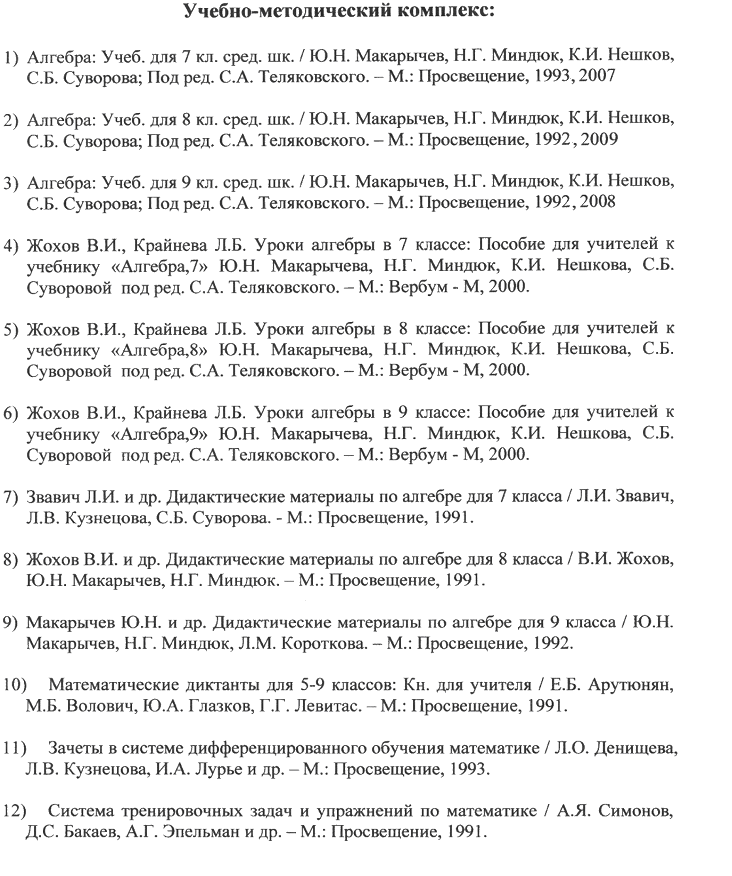 Учебно-методический комплекс:
1) Алгебра: Учеб. для 7 кл. сред. шк. / Ю.Н. Макарычев, Н.Г. Миндюк, К.И. Нешков,
С.Б. Суворова; Под ред. С.А. Теляковского. – М.: Просвещение, 1993, 2007
2) Алгебра: Учеб. для 8 кл. сред. шк. / Ю.Н. Макарычев, Н.Г. Миндюк, К.И. Нешков,
С.Б. Суворова; Под ред. С.А. Теляковского. – М.: Просвещение, 1992, 2009
3) Алгебра: Учеб. для 9 кл. сред. шк. / Ю.Н. Макарычев, Н.Г. Миндюк, К.И. Нешков,
С.Б. Суворова; Под ред. С.А. Теляковского. – М.: Просвещение, 1992, 2008
4) Жохов В.И., Крайнева Л.Б. Уроки алгебры в 7 классе: Пособие для учителей к
учебнику «Алгебра,7» Ю.Н. Макарычева, Н.Г. Миндюк, К.И. Нешкова, С.Б.
Суворовой под ред. С.А. Теляковского. – М.: Вербум - М, 2000.
5) Жохов В.И., Крайнева Л.Б. Уроки алгебры в 8 классе: Пособие для учителей к
учебнику «Алгебра,8» Ю.Н. Макарычева, Н.Г. Миндюк, К.И. Нешкова, С.Б.
Суворовой под ред. С.А. Теляковского. – М.: Вербум - М, 2000.
6) Жохов В.И., Крайнева Л.Б. Уроки алгебры в 9 классе: Пособие для учителей к
учебнику «Алгебра,9» Ю.Н. Макарычева, Н.Г. Миндюк, К.И. Нешкова, С.Б.
Суворовой под ред. С.А. Теляковского. – М.: Вербум - М, 2000.
7) Звавич Л.И. и др. Дидактические материалы по алгебре для 7 класса / Л.И. Звавич,
Л.В. Кузнецова, С.Б. Суворова. - М.: Просвещение, 1991.
8) Жохов В.И. и др. Дидактические материалы по алгебре для 8 класса / В.И. Жохов,
Ю.Н. Макарычев, Н.Г. Миндюк. – М.: Просвещение, 1991.
9) Макарычев Ю.Н. и др. Дидактические материалы по алгебре для 9 класса / Ю.Н.
Макарычев, Н.Г. Миндюк, Л.М. Короткова. – М.: Просвещение, 1992.
10) Математические диктанты для 5-9 классов: Кн. для учителя / Е.Б. Арутюнян,
М.Б. Волович, Ю.А. Глазков, Г.Г. Левитас. – М.: Просвещение, 1991.
11) Зачеты в системе дифференцированного обучения математике / Л.О. Денищева,
Л.В. Кузнецова, И.А. Лурье и др. – М.: Просвещение, 1993.
12) Система тренировочных задач и упражнений по математике / А.Я. Симонов,
Д.С. Бакаев, А.Г. Эпельман и др. – М.: Просвещение, 1991.